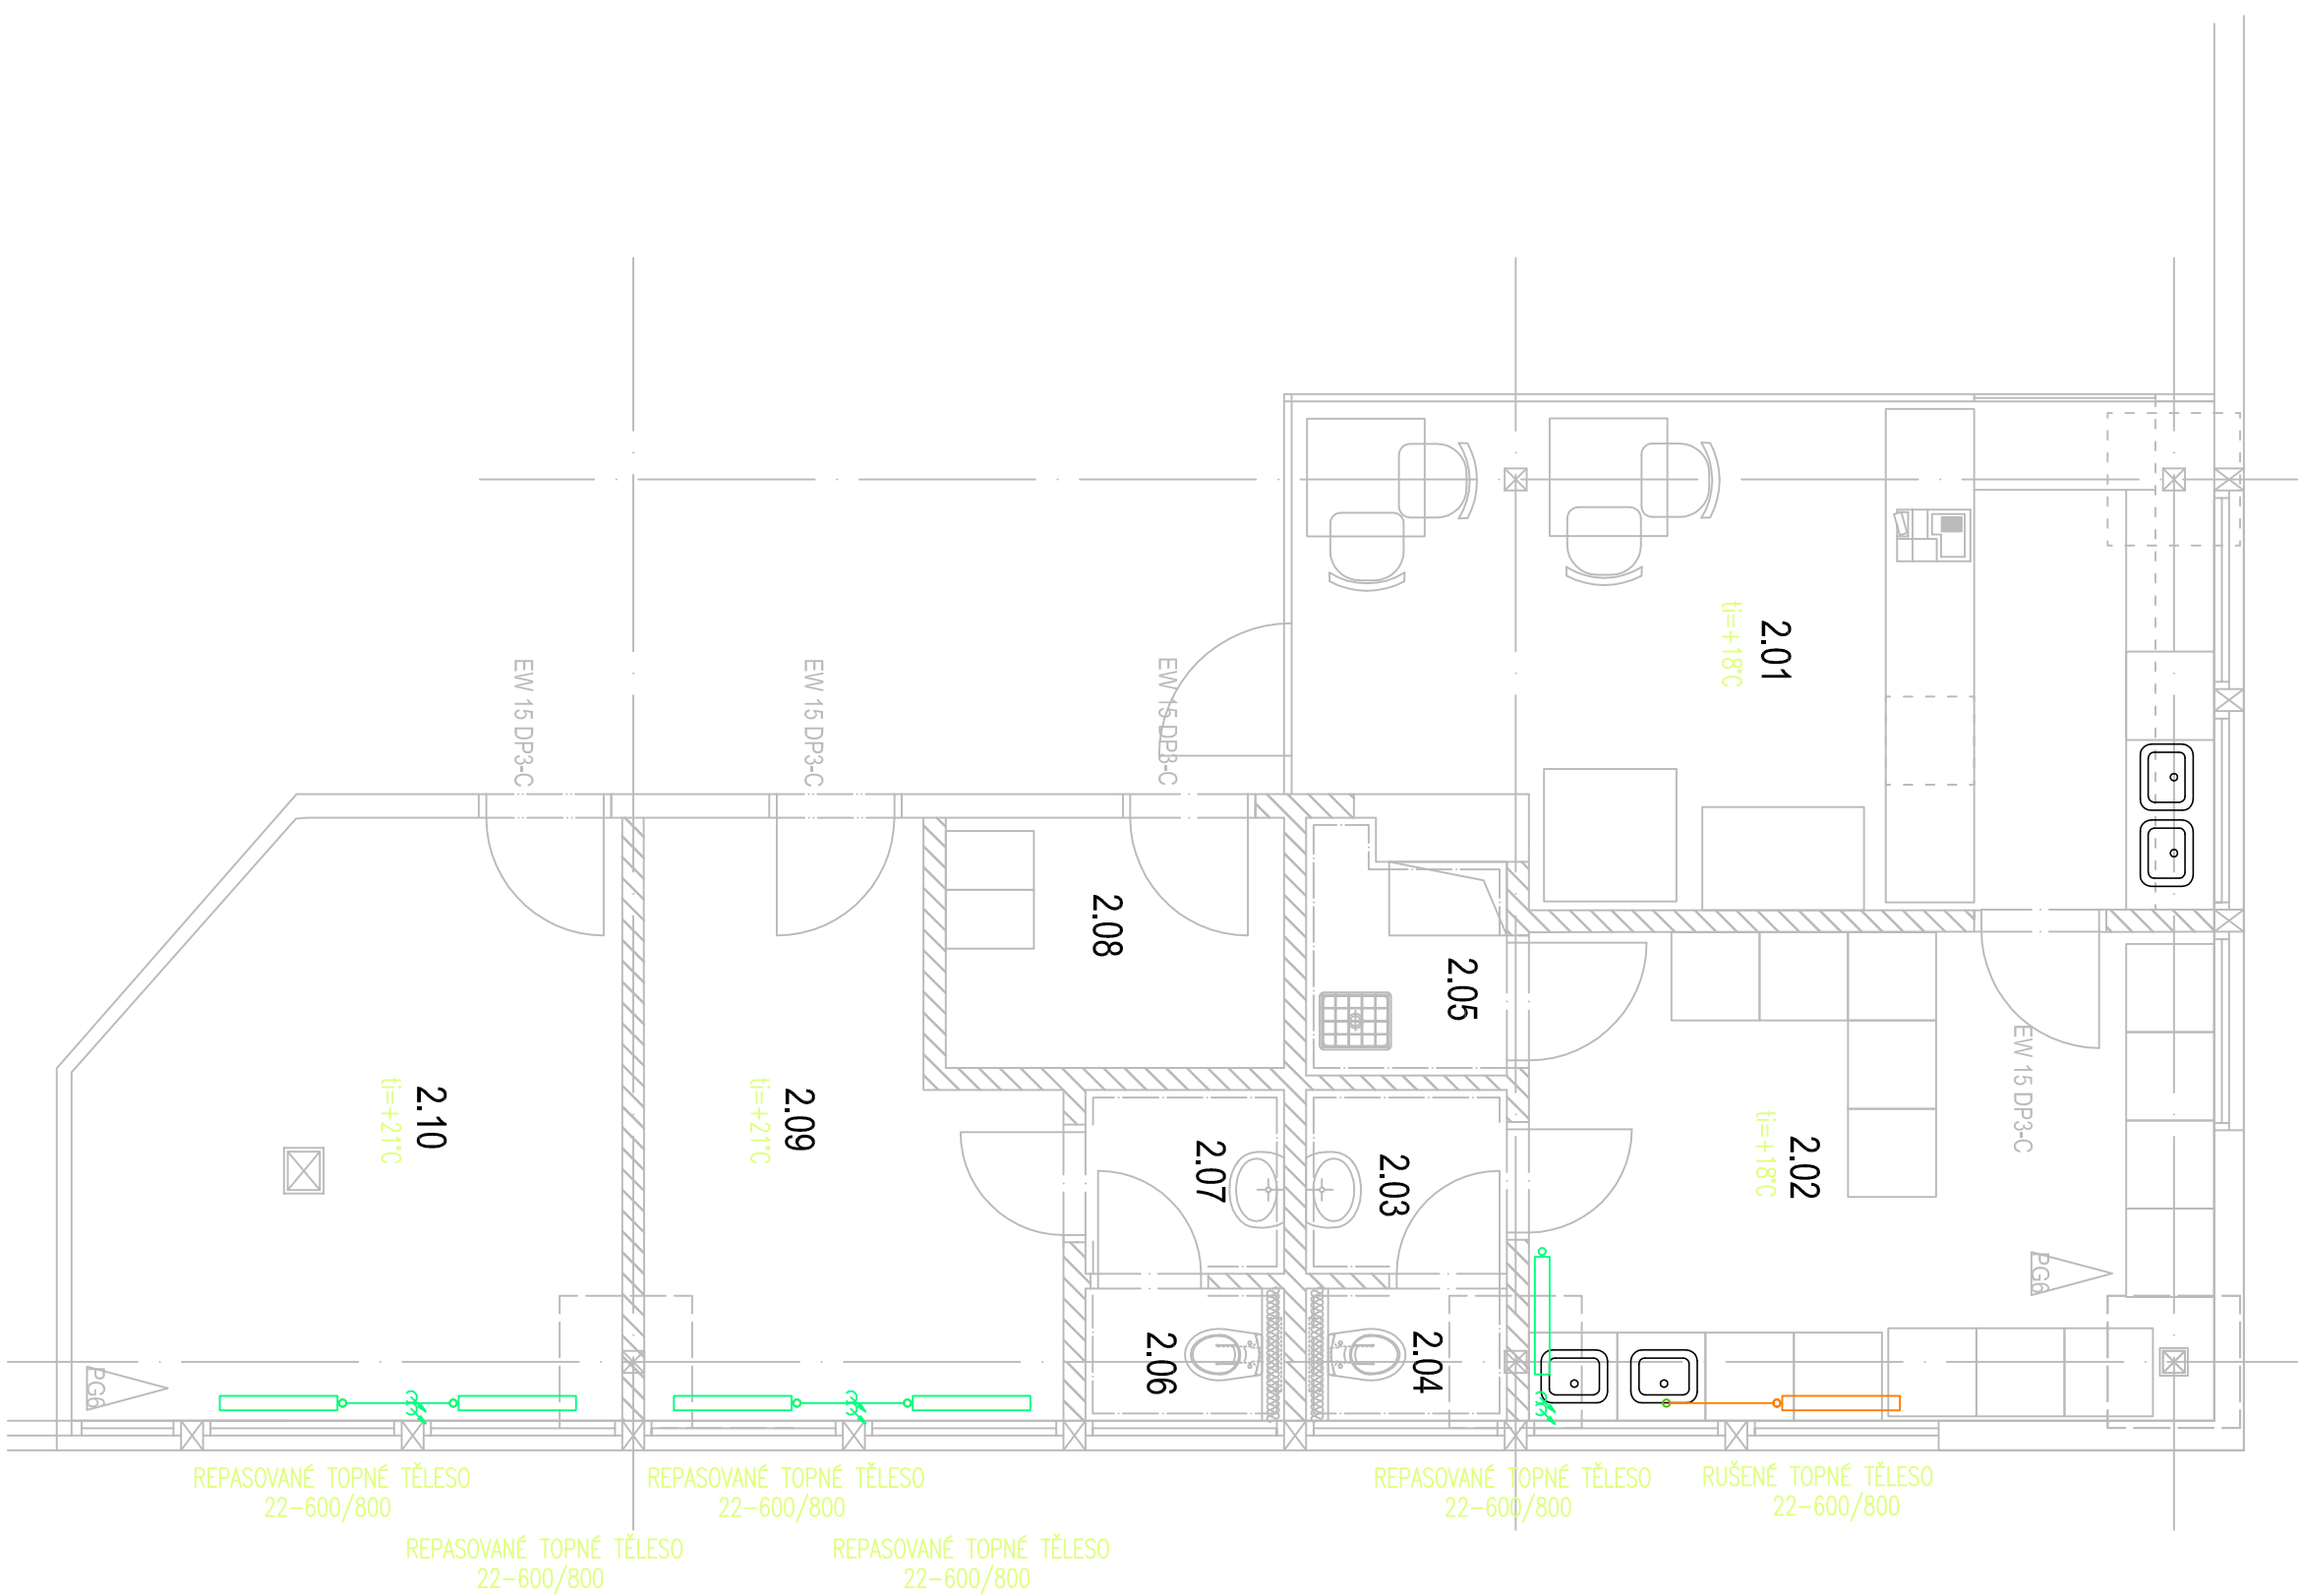 2.01
ti=+18°C
EW 15 DP3-C
EW 15 DP3-C
EW 15 DP3-C
2.08
2.05
EW 15 DP3-C
2.10
ti=+21°C
2.09
ti=+21°C
2.07
2.03
2.02
ti=+18°C
PG6
2.06
2.04
PG6
REPASOVANÉ TOPNÉ TĚLESO
22-600/800
REPASOVANÉ TOPNÉ TĚLESO
22-600/800
REPASOVANÉ TOPNÉ TĚLESO
22-600/800
RUŠENÉ TOPNÉ TĚLESO
22-600/800
REPASOVANÉ TOPNÉ TĚLESO
22-600/800
REPASOVANÉ TOPNÉ TĚLESO
22-600/800